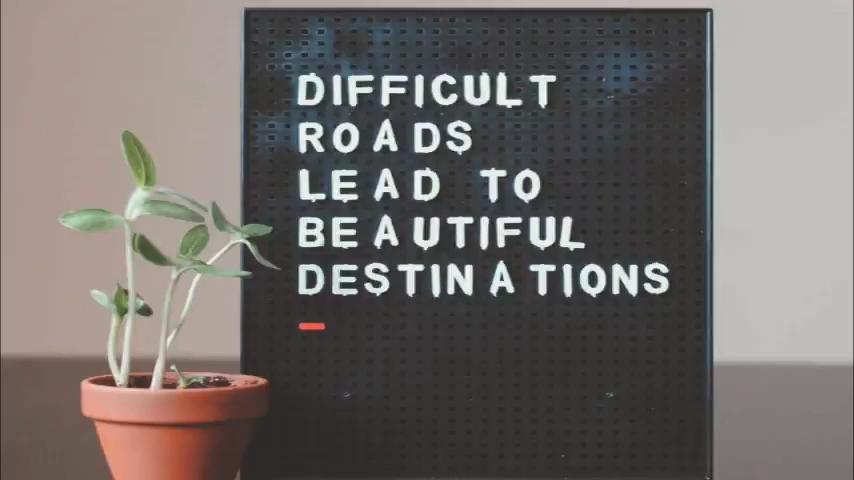 DIFFICULT
ROADS
LEAD TO
BEAUTIFUL
DESTINATIONS